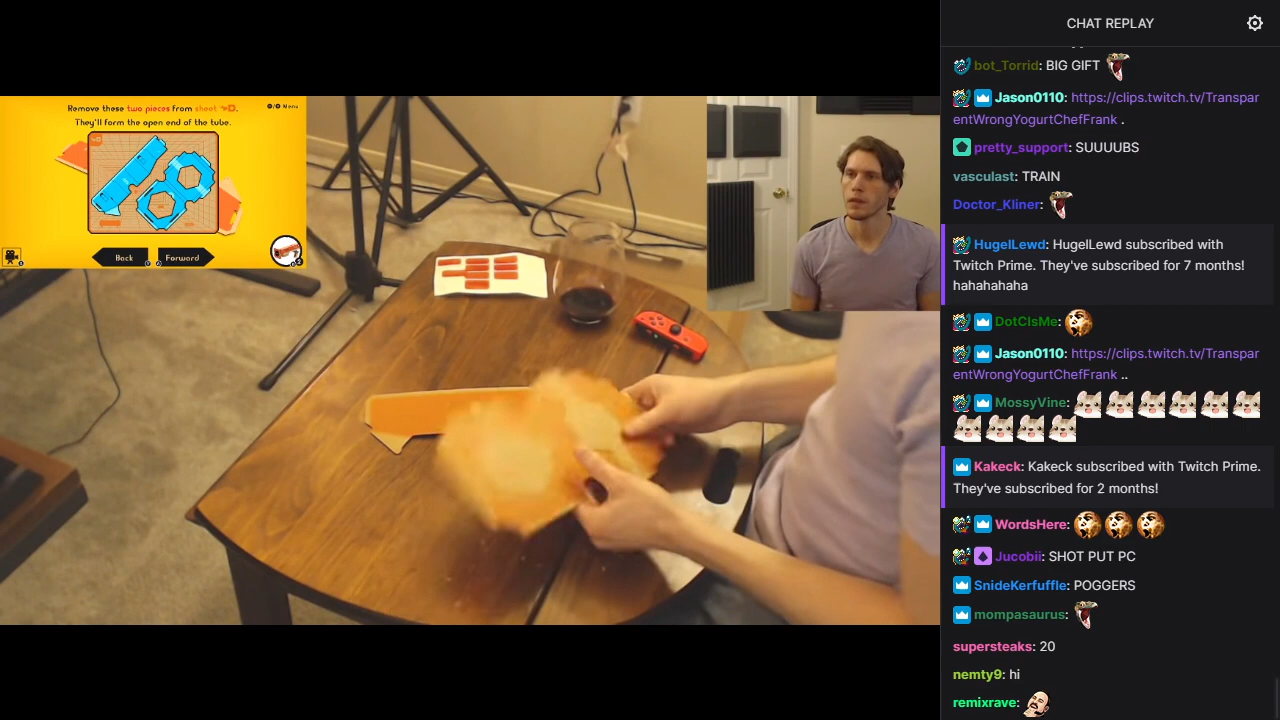 Remove these two pieces from sheet D.
They'll form the open end of the tube.
Menu
Back
Forward
CHAT REPLAY
bot_Torrid: BIG GIFT
Jason0110: https://clips.twitch.tv/Transpar
entWrongYogurtChefFrank .
pretty_support: SUUUUBS
vasculast: TRAIN
Doctor_Kliner:
HugelLewd: HugelLewd subscribed with
Twitch Prime. They've subscribed for 7 months!
hahahahaha
DotCIsMe:
Jason0110: https://clips.twitch.tv/Transpar
entWrongYogurtChefFrank ..
MossyVine:
Kakeck: Kakeck subscribed with Twitch Prime.
They've subscribed for 2 months!
WordsHere:
Jucobii: SHOT PUT PC
SnideKerfuffle: POGGERS
mompasaurus:
supersteaks: 20
nemty9: hi
remixrave: